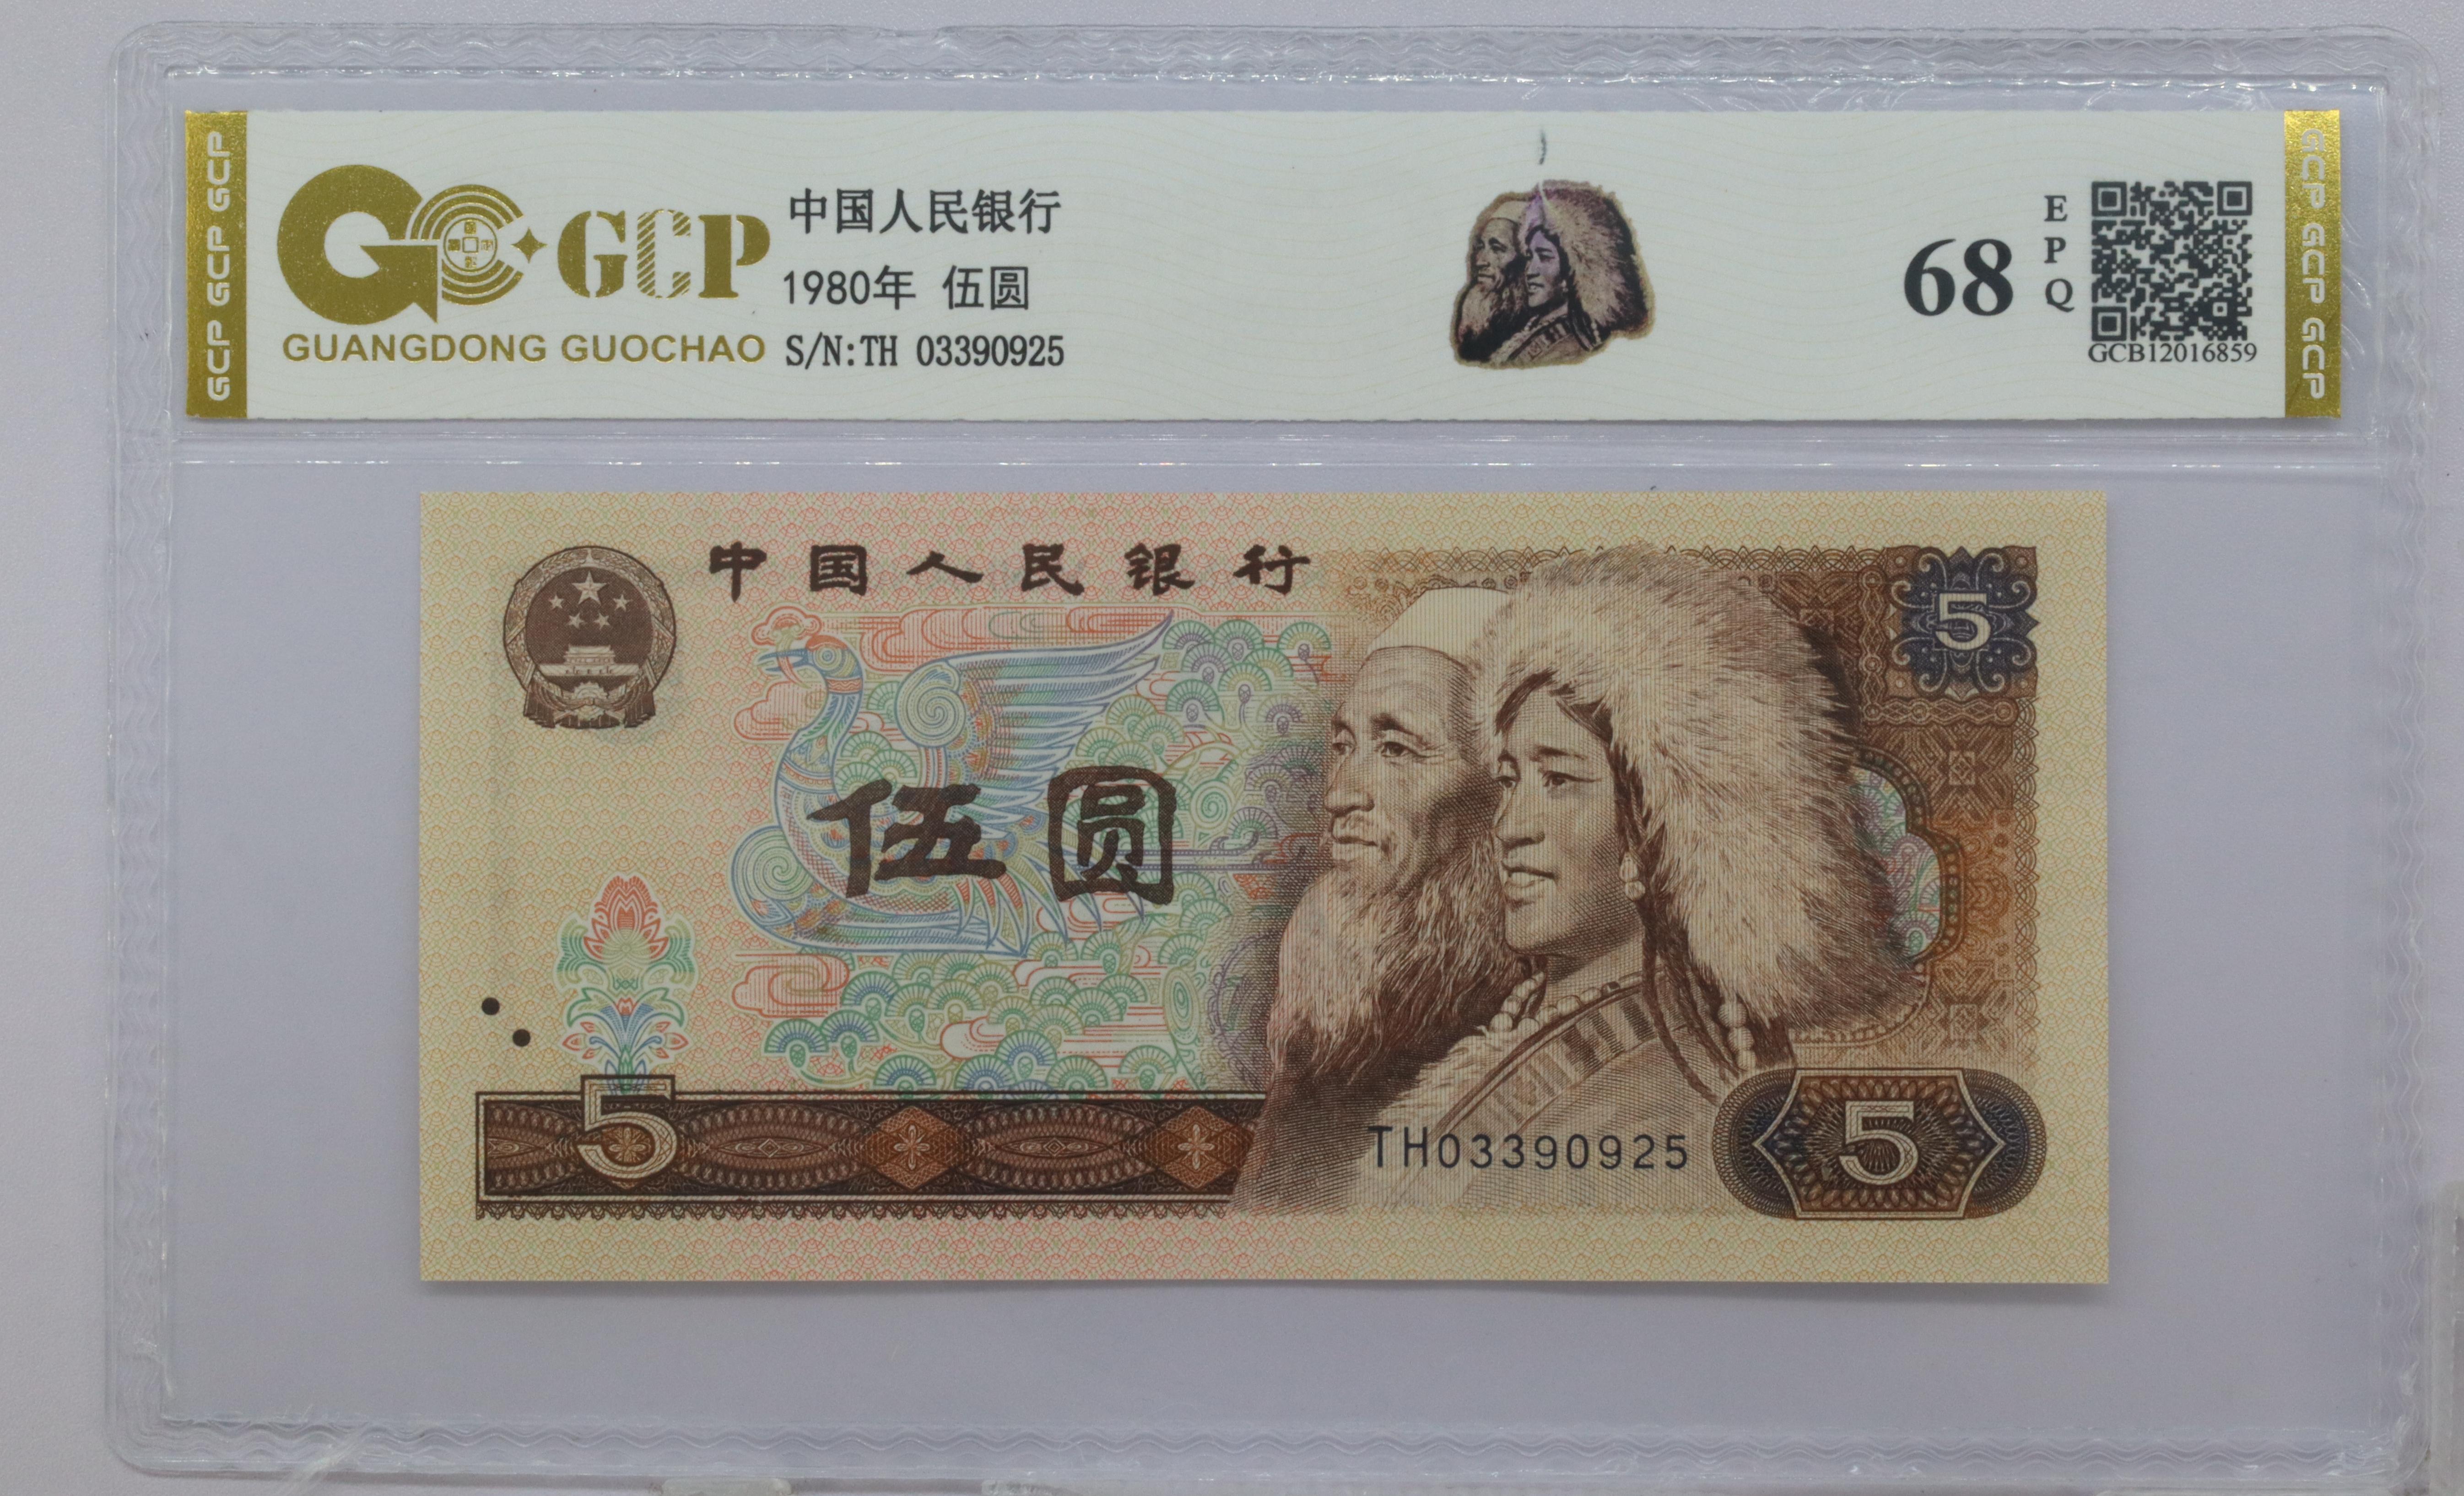 GCP GCP GCP
GCP
GUANGDONG GUOCHAO
中国人民银行
1980年 伍圆
S/N:TH 03390925
68
EPQ
GCB12016859
GCP GCP GCP
中国人民银行
5
伍圆
5
TH03390925
5